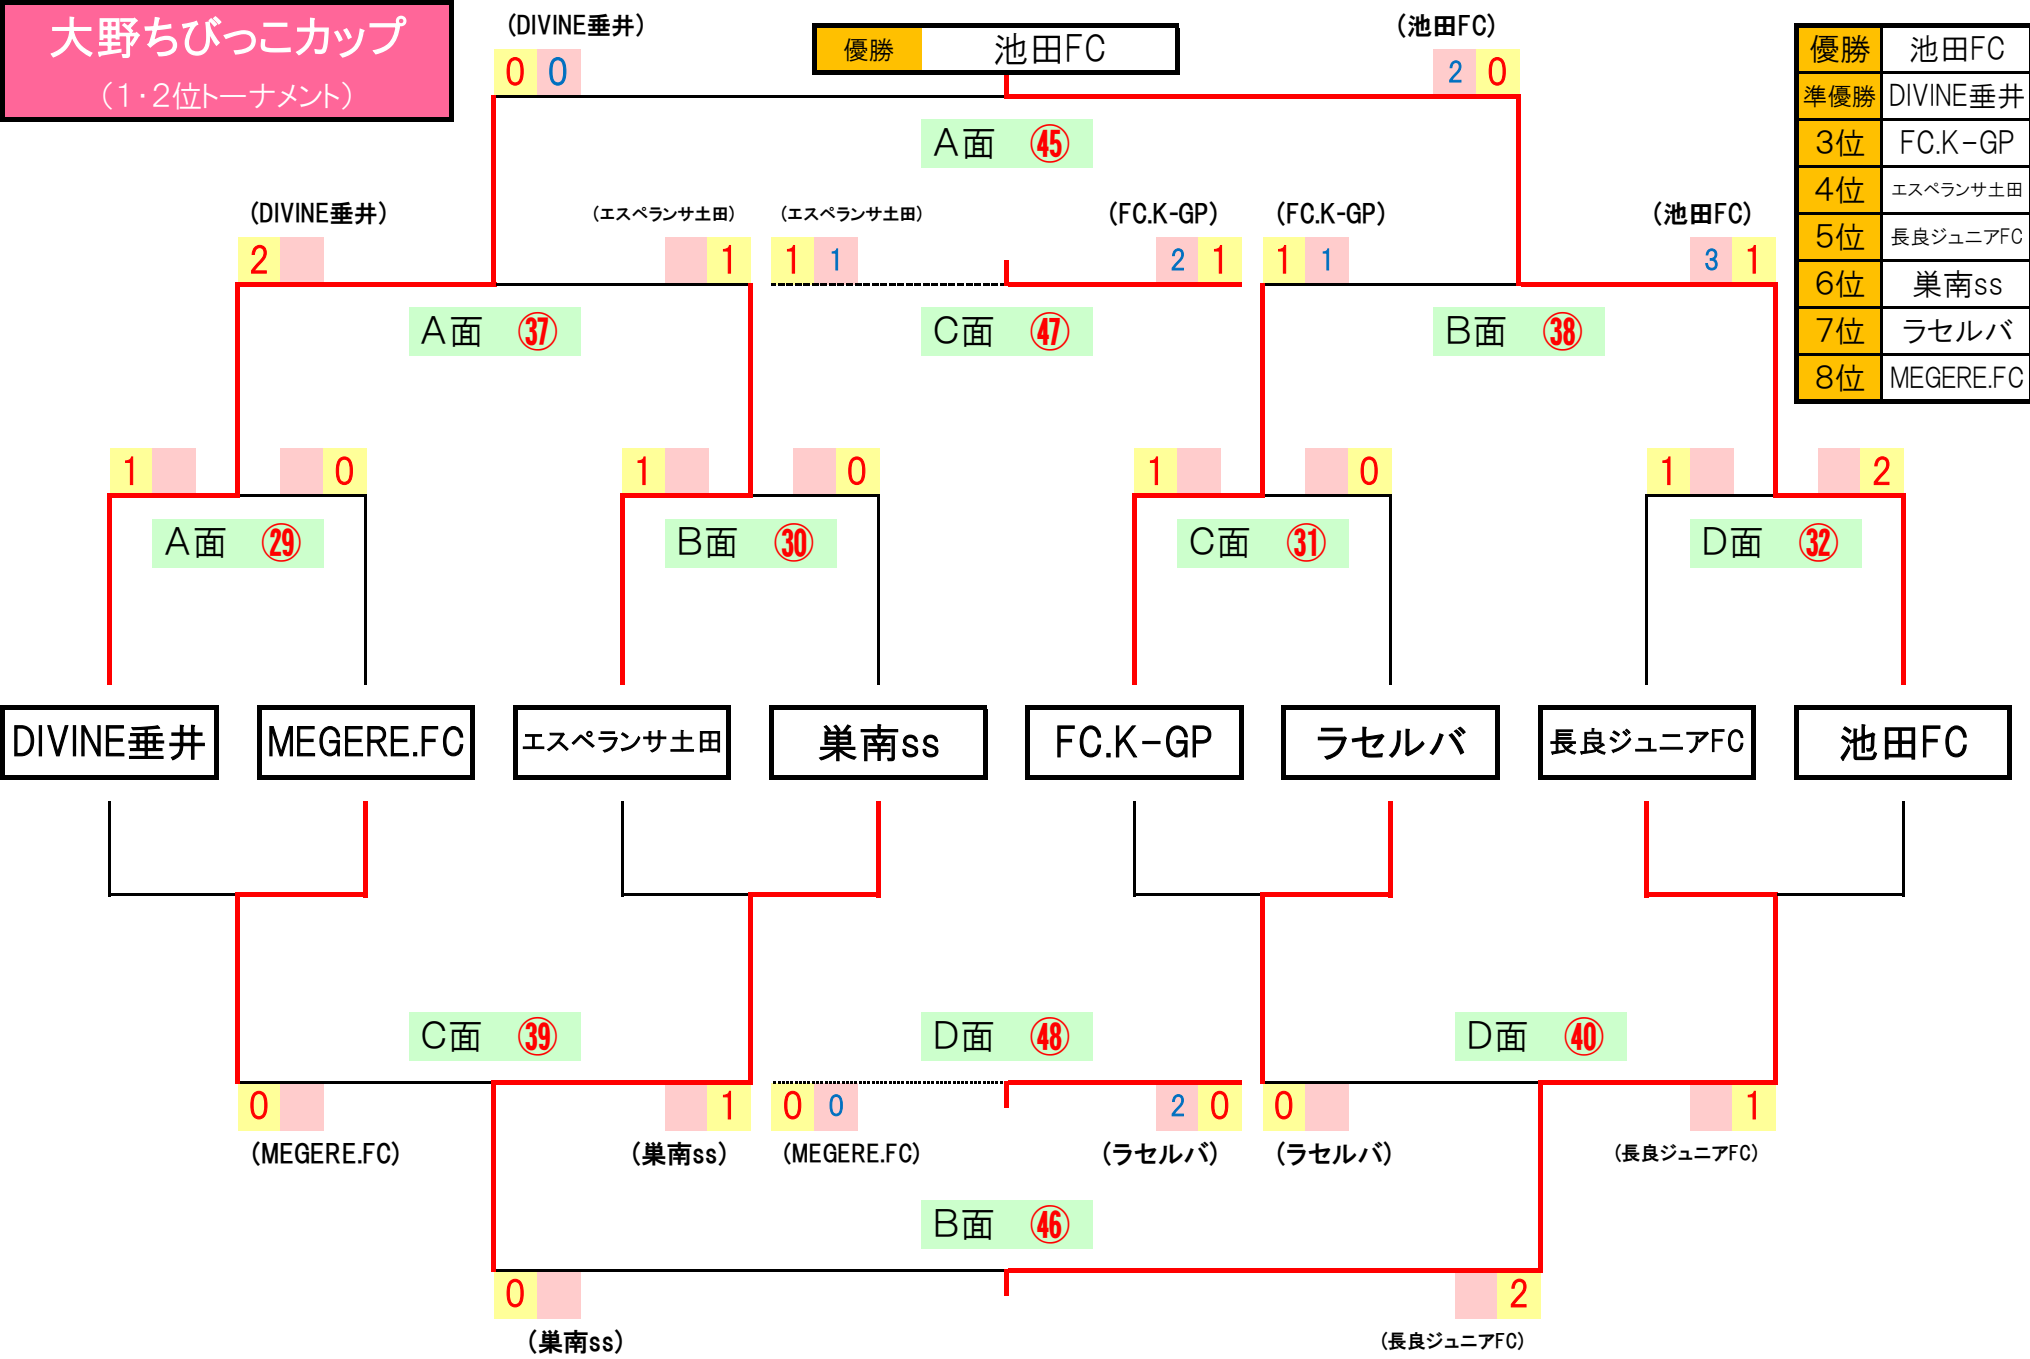 大野ちびっこカップ
（1・2位トーナメント）
(DIVINE垂井)
優勝 池田FC
(池田FC)
0 0
2 0
A面 ㊺
優勝 池田FC
準優勝 DIVINE垂井
3位 FC.K-GP
4位 エスペランサ土田
5位 長良ジュニアFC
6位 巣南ss
7位 ラセルバ
8位 MEGERE.FC
(DIVINE垂井) (エスペランサ土田) (エスペランサ土田) (FC.K-GP) (FC.K-GP) (池田FC)
2 1 1 1 2 1 1 1 3 1
A面 ㊲ C面 ㊼ B面 ㊳
1 0 1 0 1 0 1 2
A面 ㉙ B面 ㉚ C面 ㉛ D面 ㉜
DIVINE垂井 MEGERE.FC エスペランサ土田 巣南ss FC.K-GP ラセルバ 長良ジュニアFC 池田FC
C面 ㊴ D面 ㊽ D面 ㊵
0 1 0 0 2 0 0 1
(MEGERE.FC) (巣南ss) (MEGERE.FC) (ラセルバ) (ラセルバ) (長良ジュニアFC)
B面 ㊻
0 2
(巣南ss) (長良ジュニアFC)